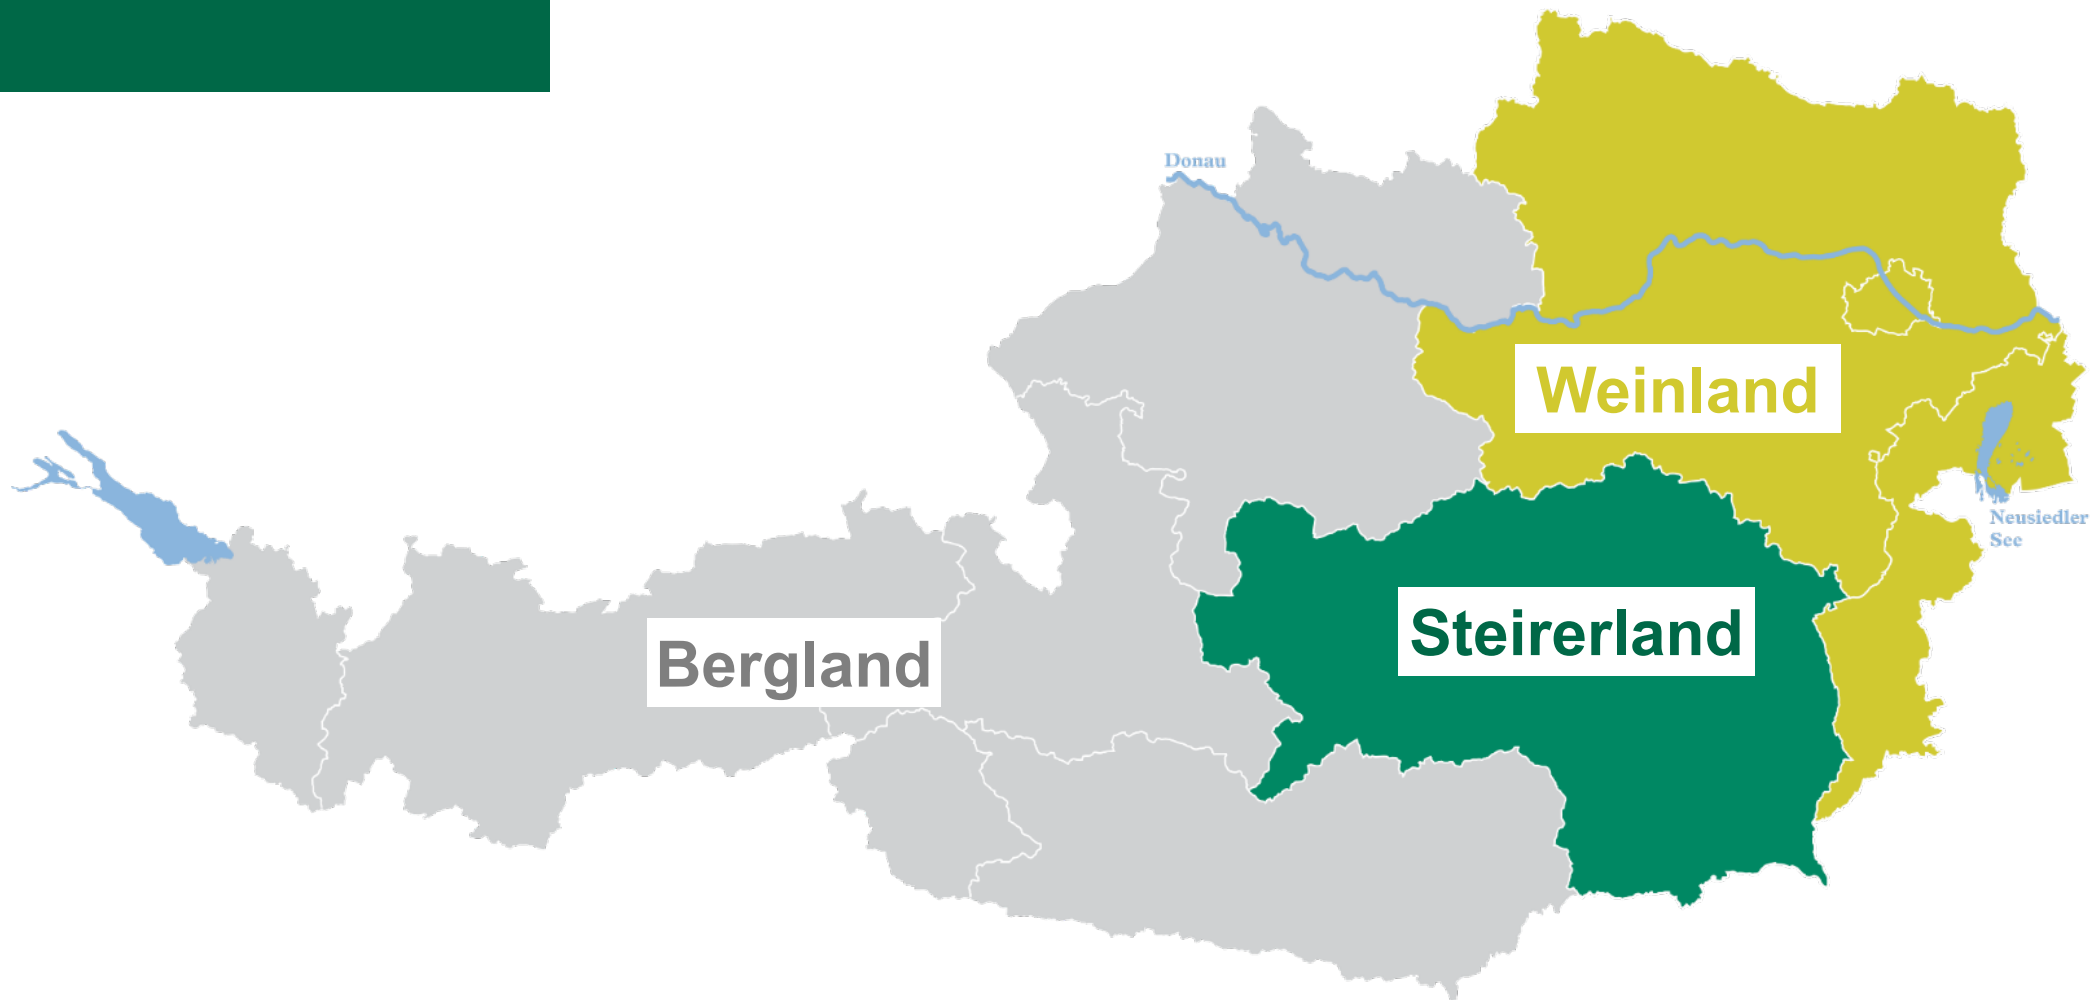 Donau
Weinland
Neusiedler
See
Steirerland
Bergland